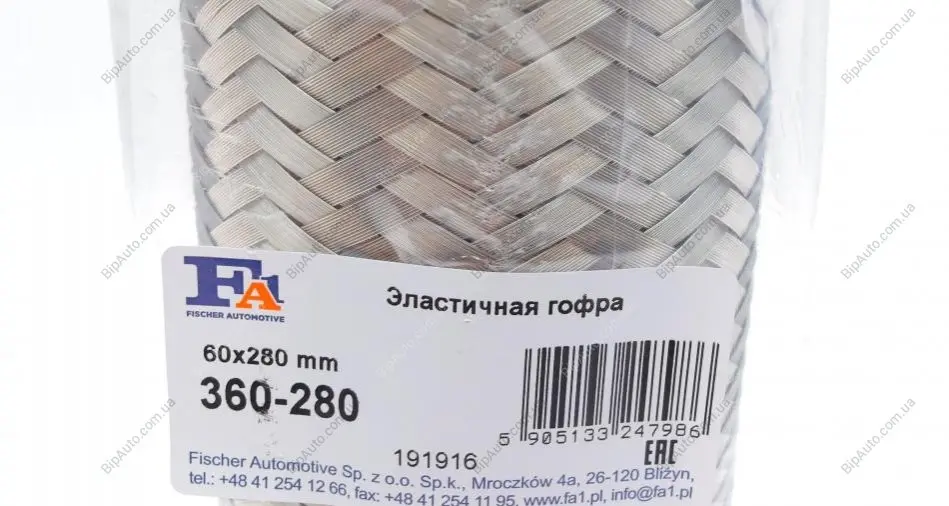 FA1
FISCHER AUTOMOTIVE
Эластичная гофра
60x280 mm
360-280
5 905133 247986
191916
EAC
Fischer Automotive Sp. z o.o. Sp.k., Mroczków 4a, 26-120 Bliżyn,
tel.: +48 41 254 12 66, fax: +48 41 254 11 95, www.fa1.pl, info@fa1.pl
BipAuto.com.ua